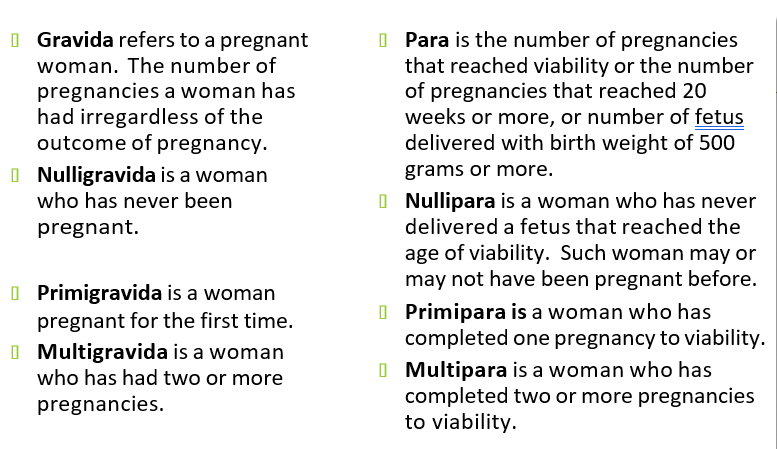 Gravida refers to a pregnant
woman. The number of
pregnancies a woman has
had irregardless of the
outcome of pregnancy.
Nulligravida is a woman
who has never been
pregnant.
Primigravida is a woman
pregnant for the first time.
Multigravida is a woman
who has had two or more
pregnancies.
Para is the number of pregnancies
that reached viability or the number
of pregnancies that reached 20
weeks or more, or number of fetus
delivered with birth weight of 500
grams or more.
Nullipara is a woman who has never
delivered a fetus that reached the
age of viability. Such woman may or
may not have been pregnant before.
Primipara is a woman who has
completed one pregnancy to viability.
Multipara is a woman who has
completed two or more pregnancies
to viability.